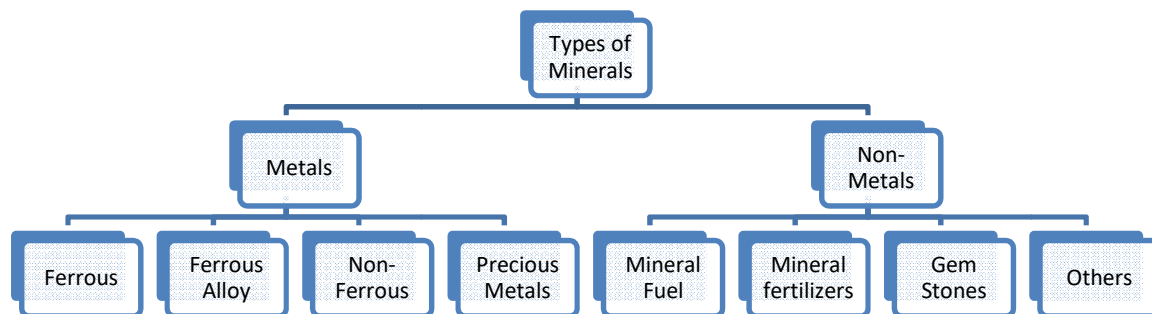 Types of
Minerals
Metals
Non-
Metals
Ferrous
Ferrous
Alloy
Non-
Ferrous
Precious
Metals
Mineral
Fuel
Mineral
fertilizers
Gem
Stones
Others